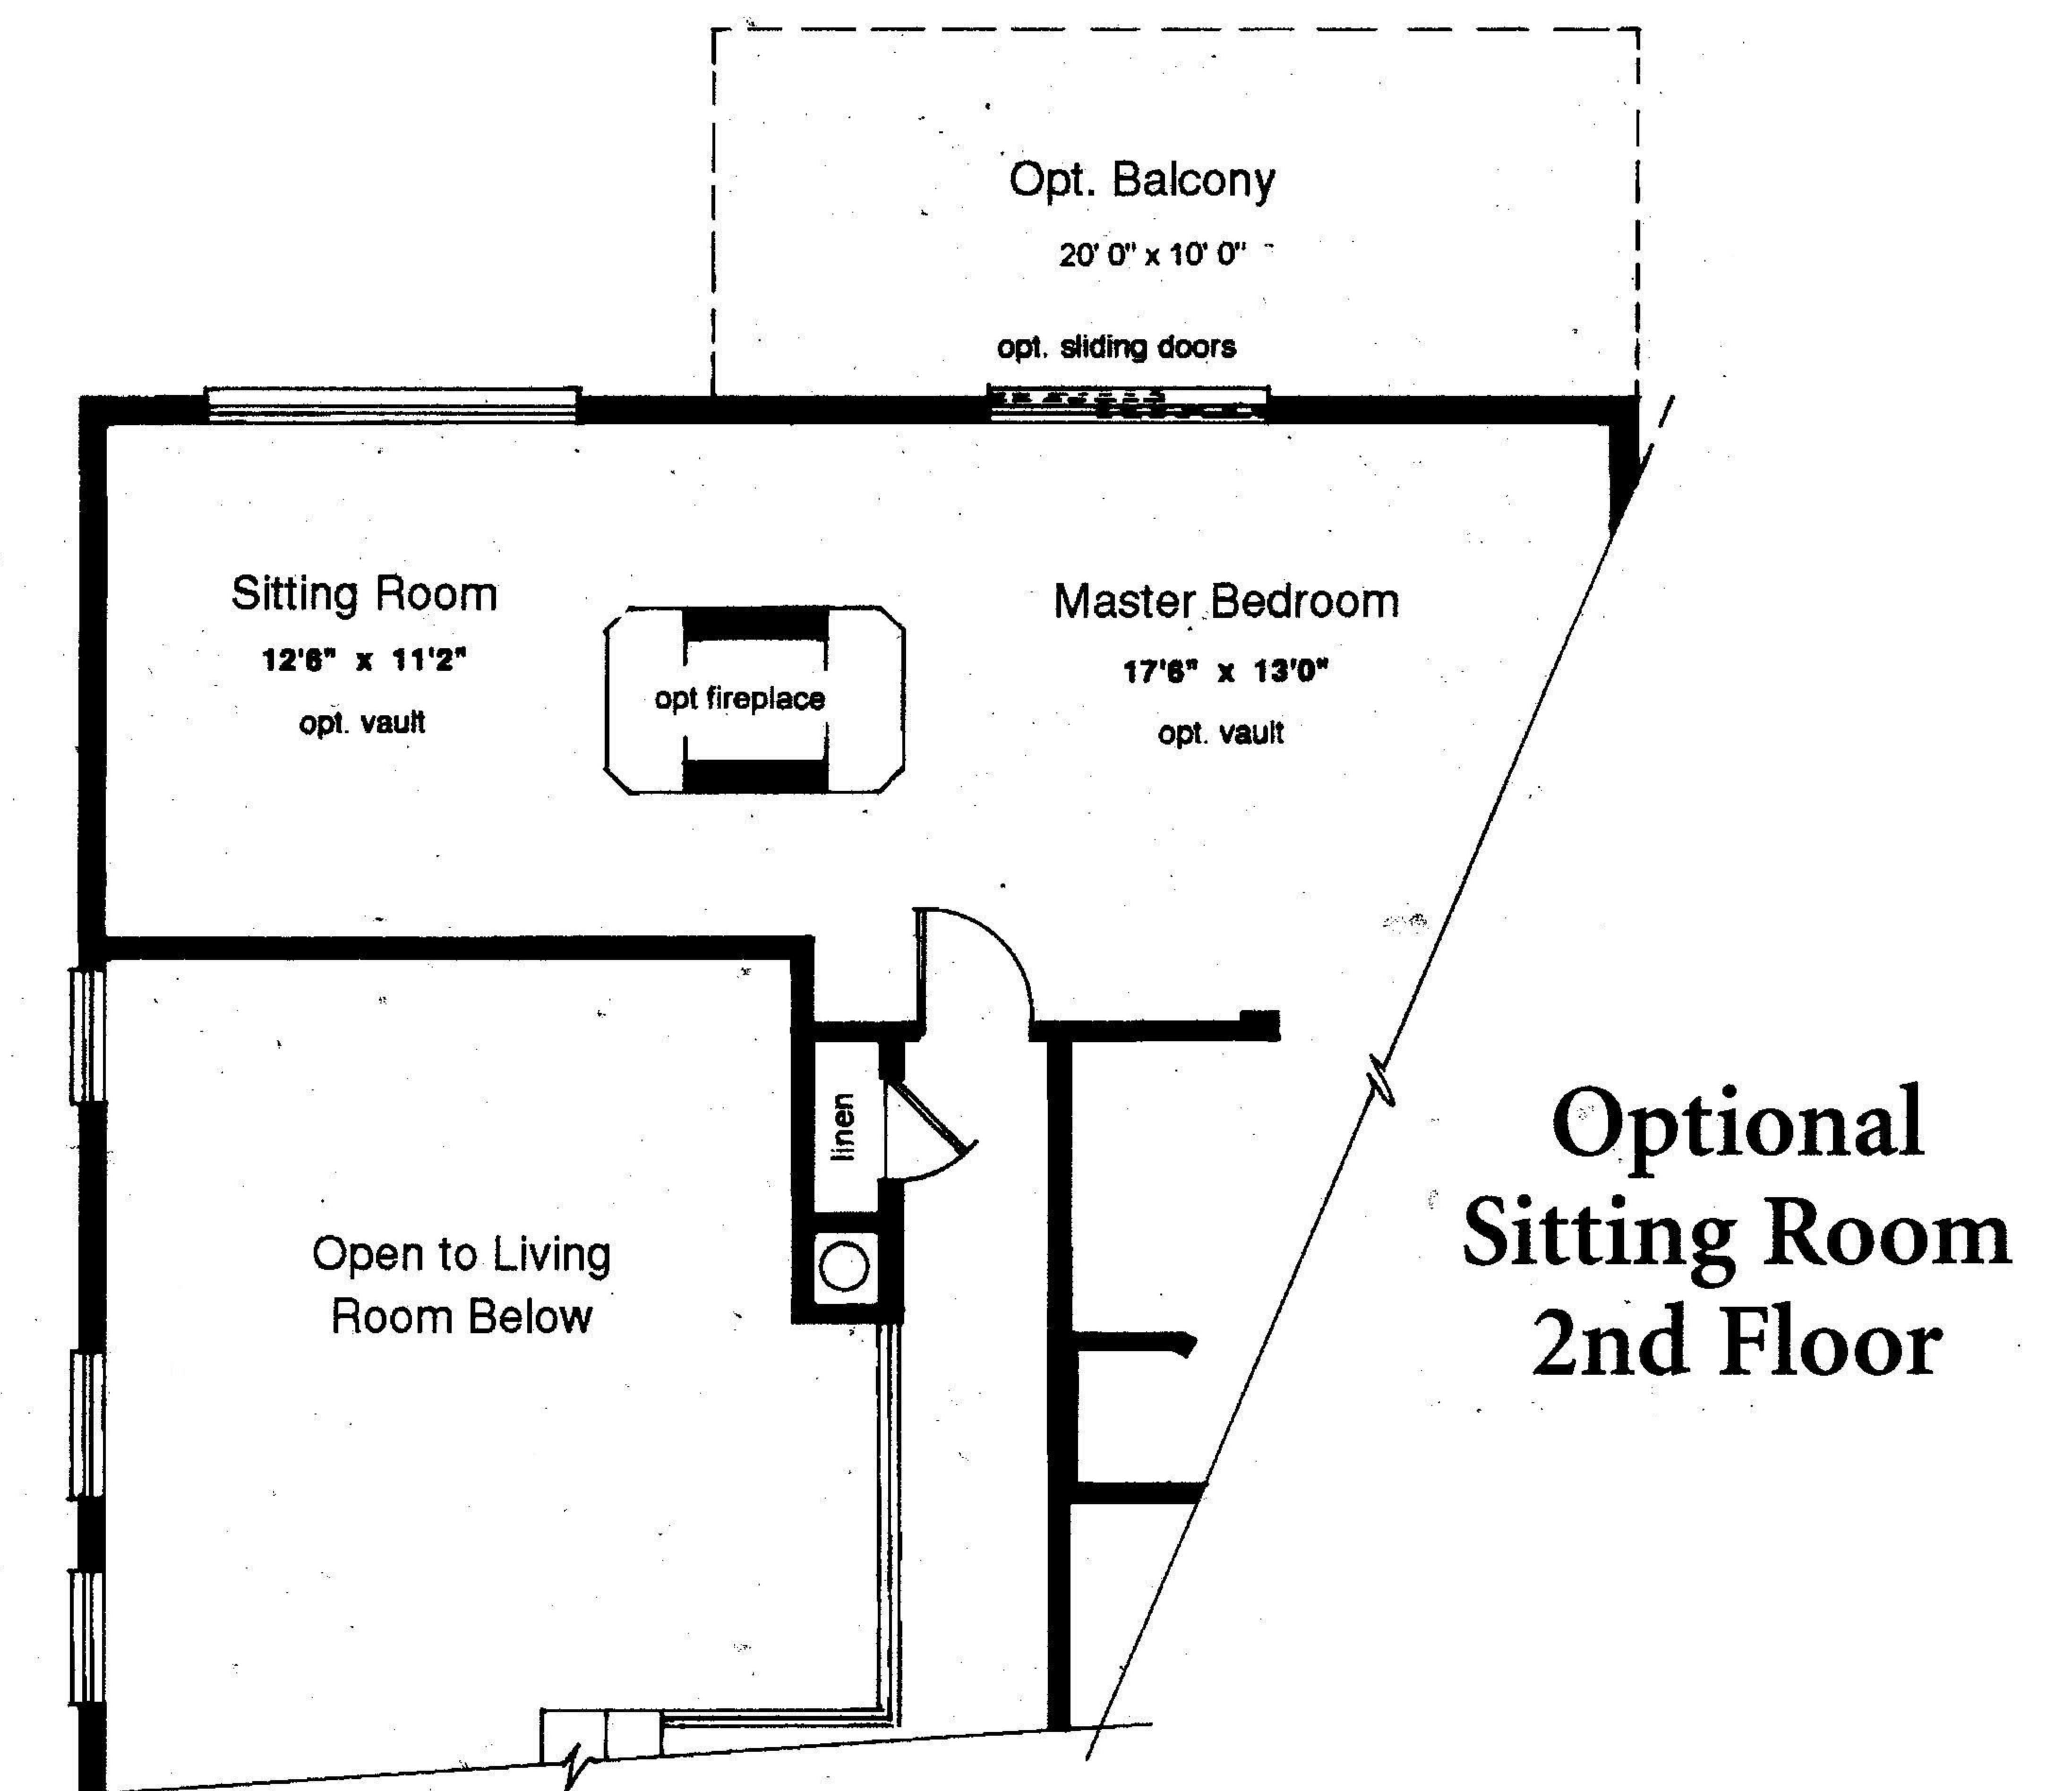 Opt. Balcony
20' 0" x 10' 0"
opt. sliding doors
Sitting Room
12'6" x 11'2"
opt. vault
opt fireplace
Master Bedroom
17'6" x 13'0"
opt. vault
linen
Open to Living
Room Below
Optional
Sitting Room
2nd Floor